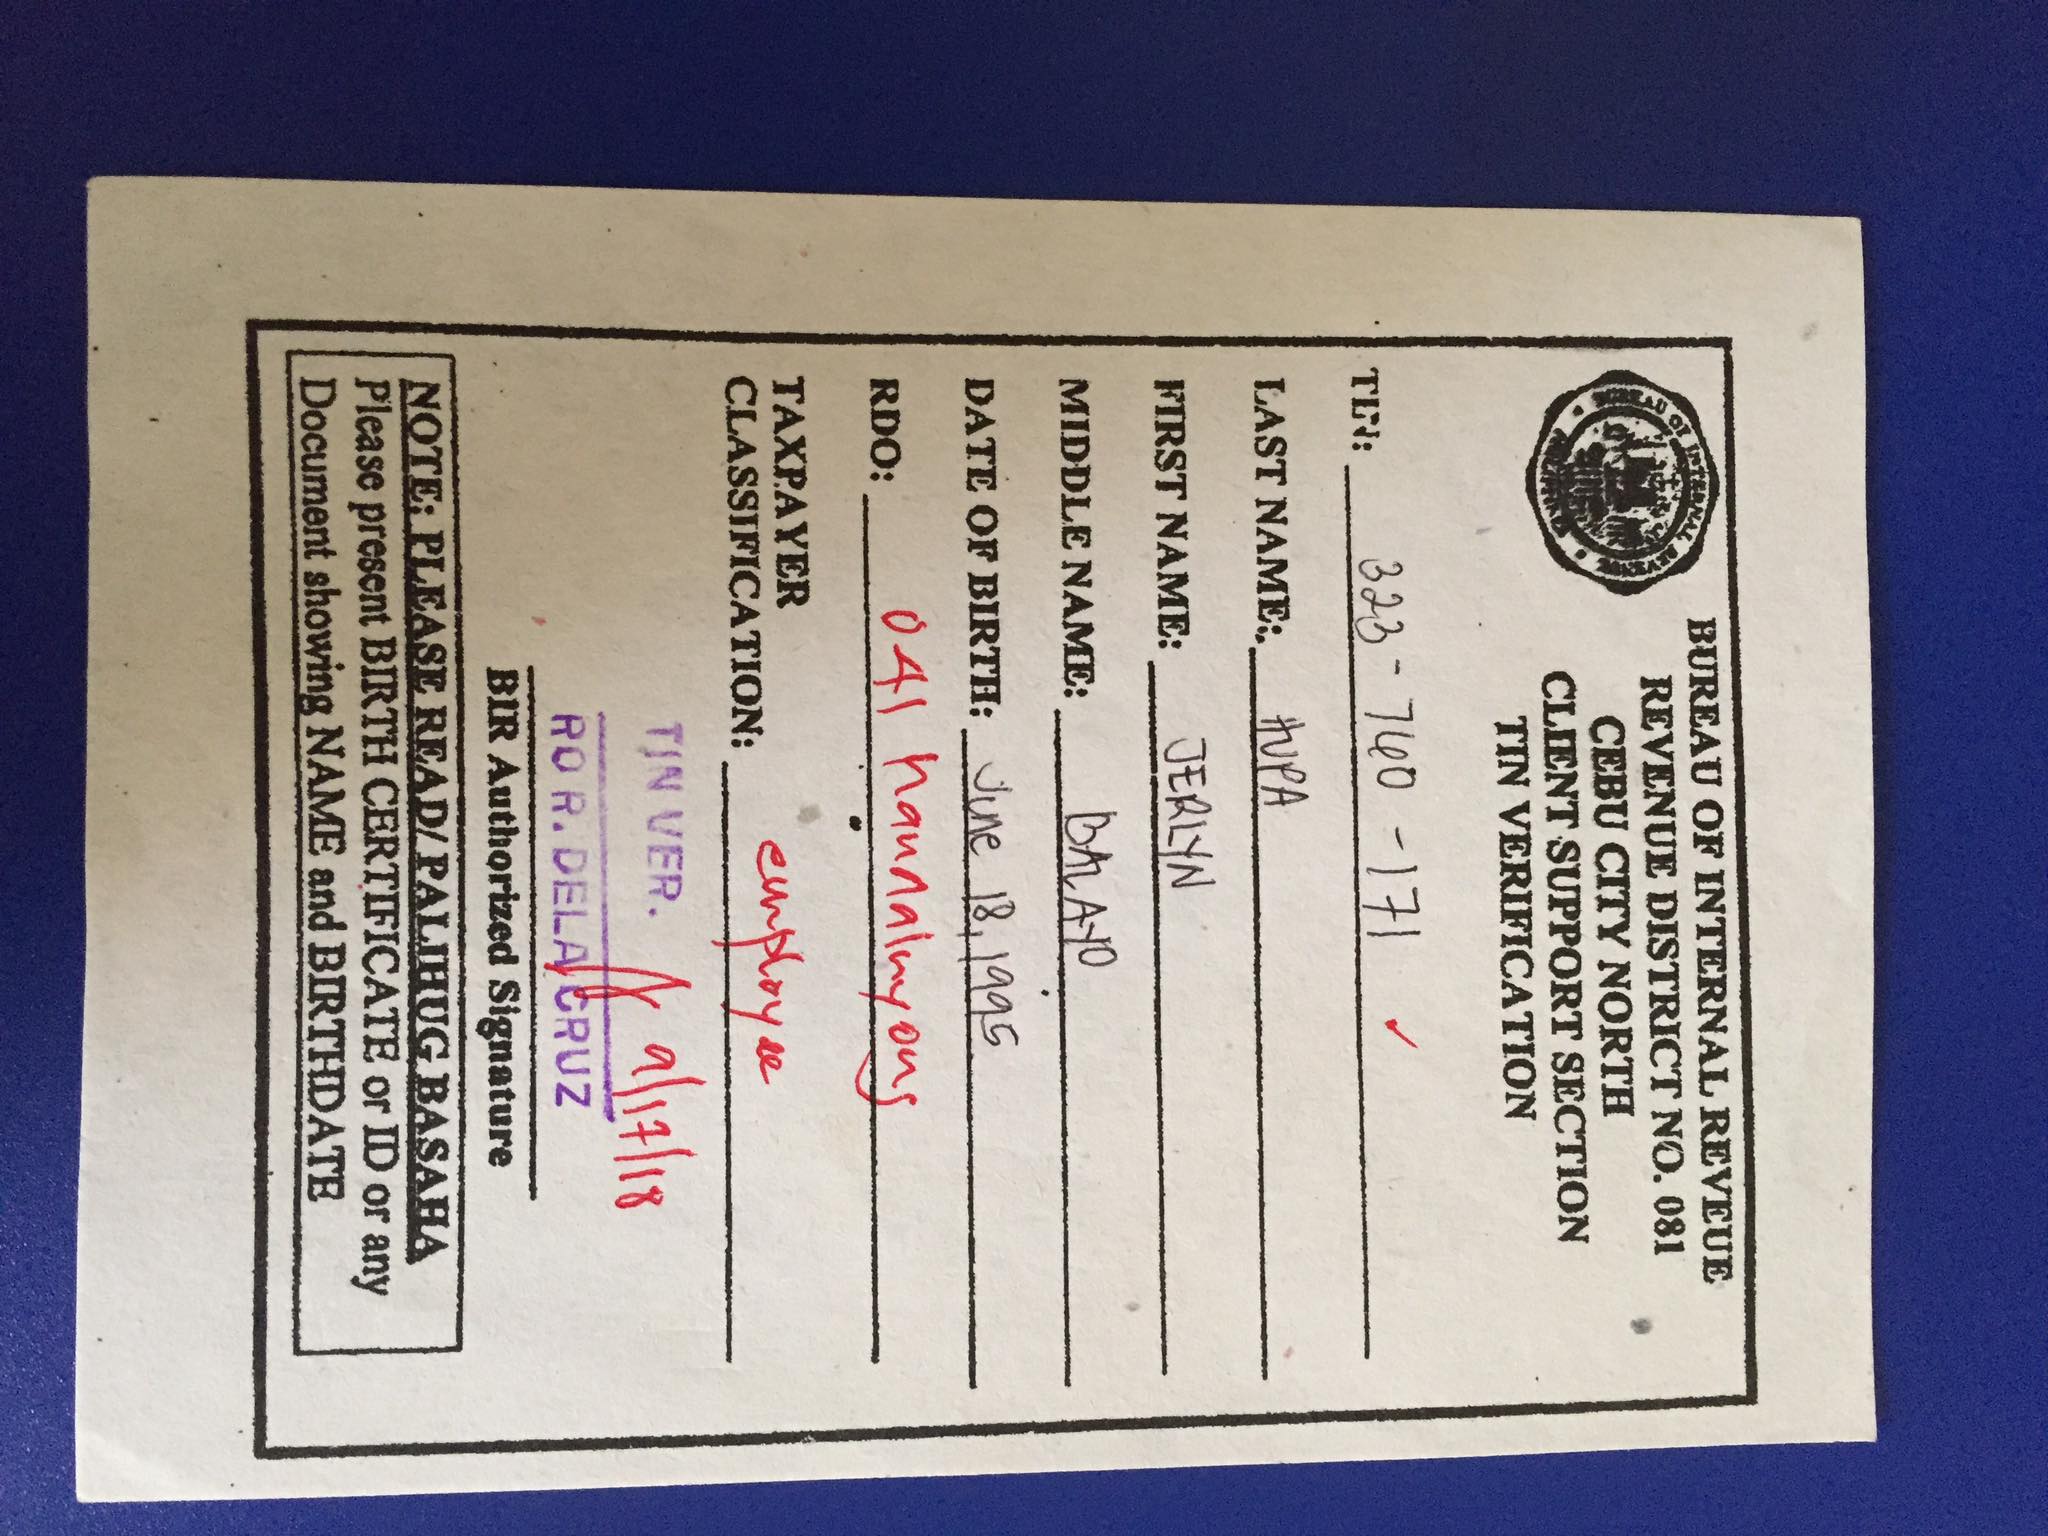 BUREAU OF INTERNAL REVEUE
REVENUE DISTRICT NO. 081
CEBU CITY NORTH
CLIENT SUPPORT SECTION
TIN VERIFICATION
TIN: 323-760-171
LAST NAME: HUPA
FIRST NAME: JERLYN
MIDDLE NAME:
DATE OF BIRTH: June 18, 1995
RDO: 041 Mandaluyong
TAXPAYER
CLASSIFICATION: employee
TIN VER. 9/17/18
RO R. DELA CRUZ
BIR Authorized Signature
NOTE: PLEASE READ/ PALIHUG BASAHA
Please present BIRTH CERTIFICATE or ID or any
Document showing NAME and BIRTHDATE